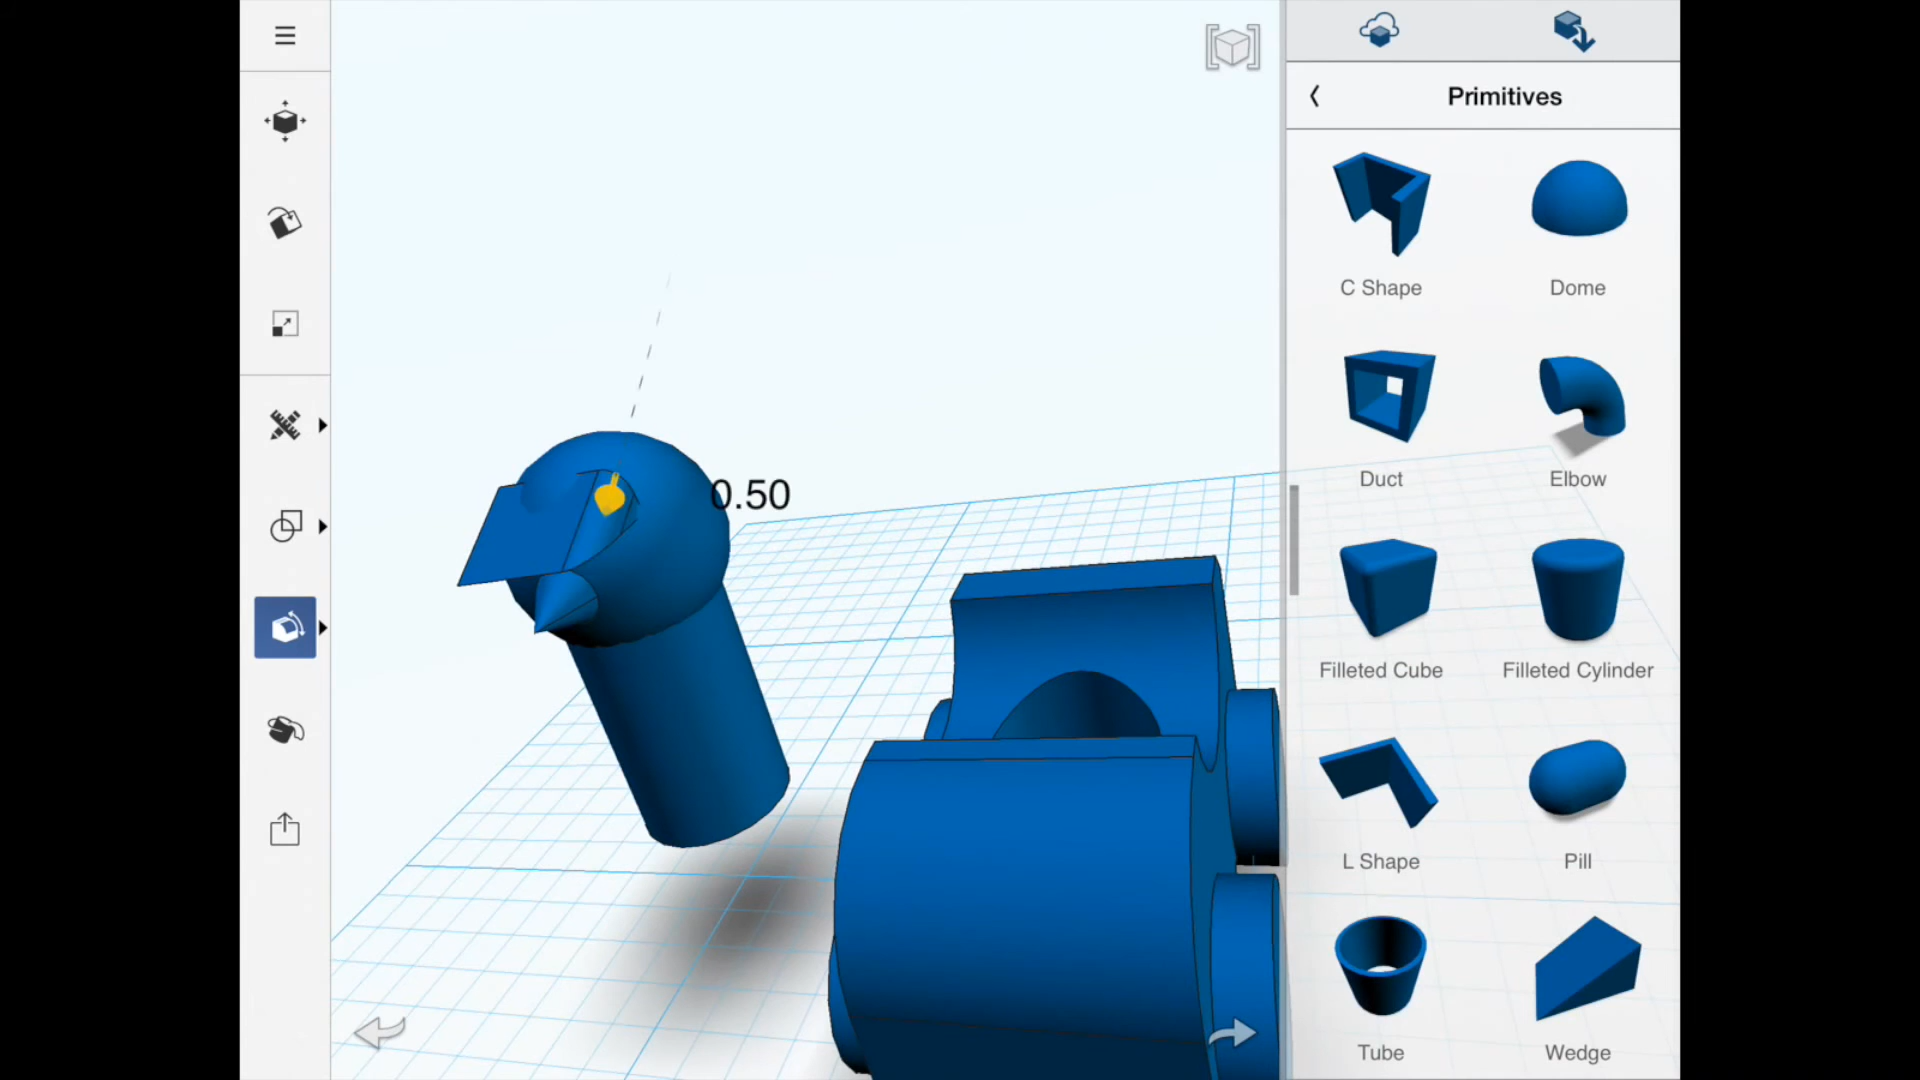 Primitives
C Shape
Dome
Duct
Elbow
0.50
Filleted Cube
Filleted Cylinder
L Shape
Pill
Tube
Wedge